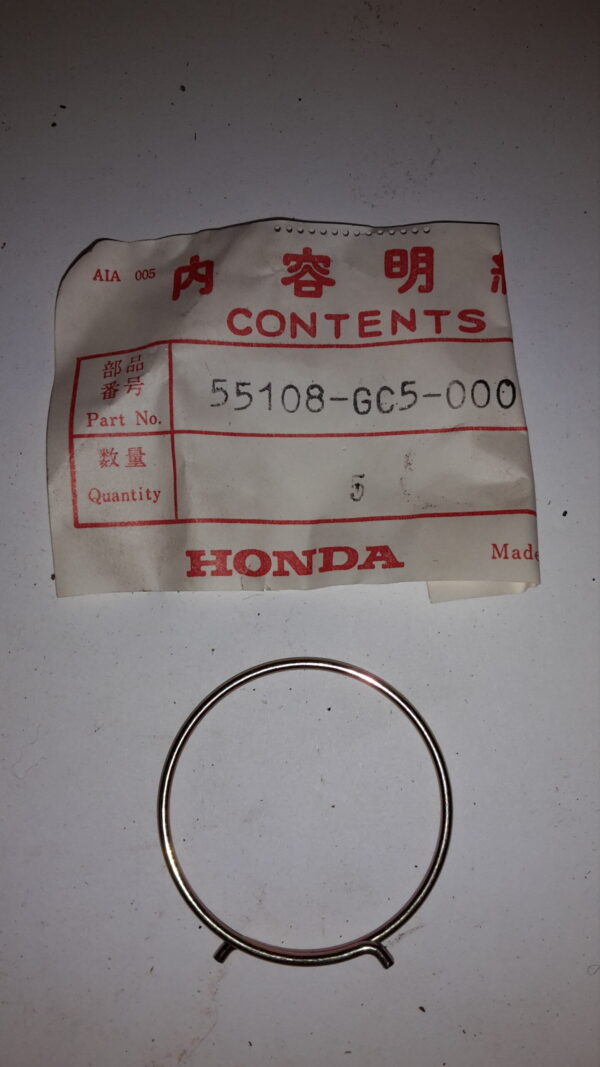 AIA 005
内容明
CONTENTS
部品
番号
Part No.
55108-GC5-000
数量
Quantity
5
HONDA
Made